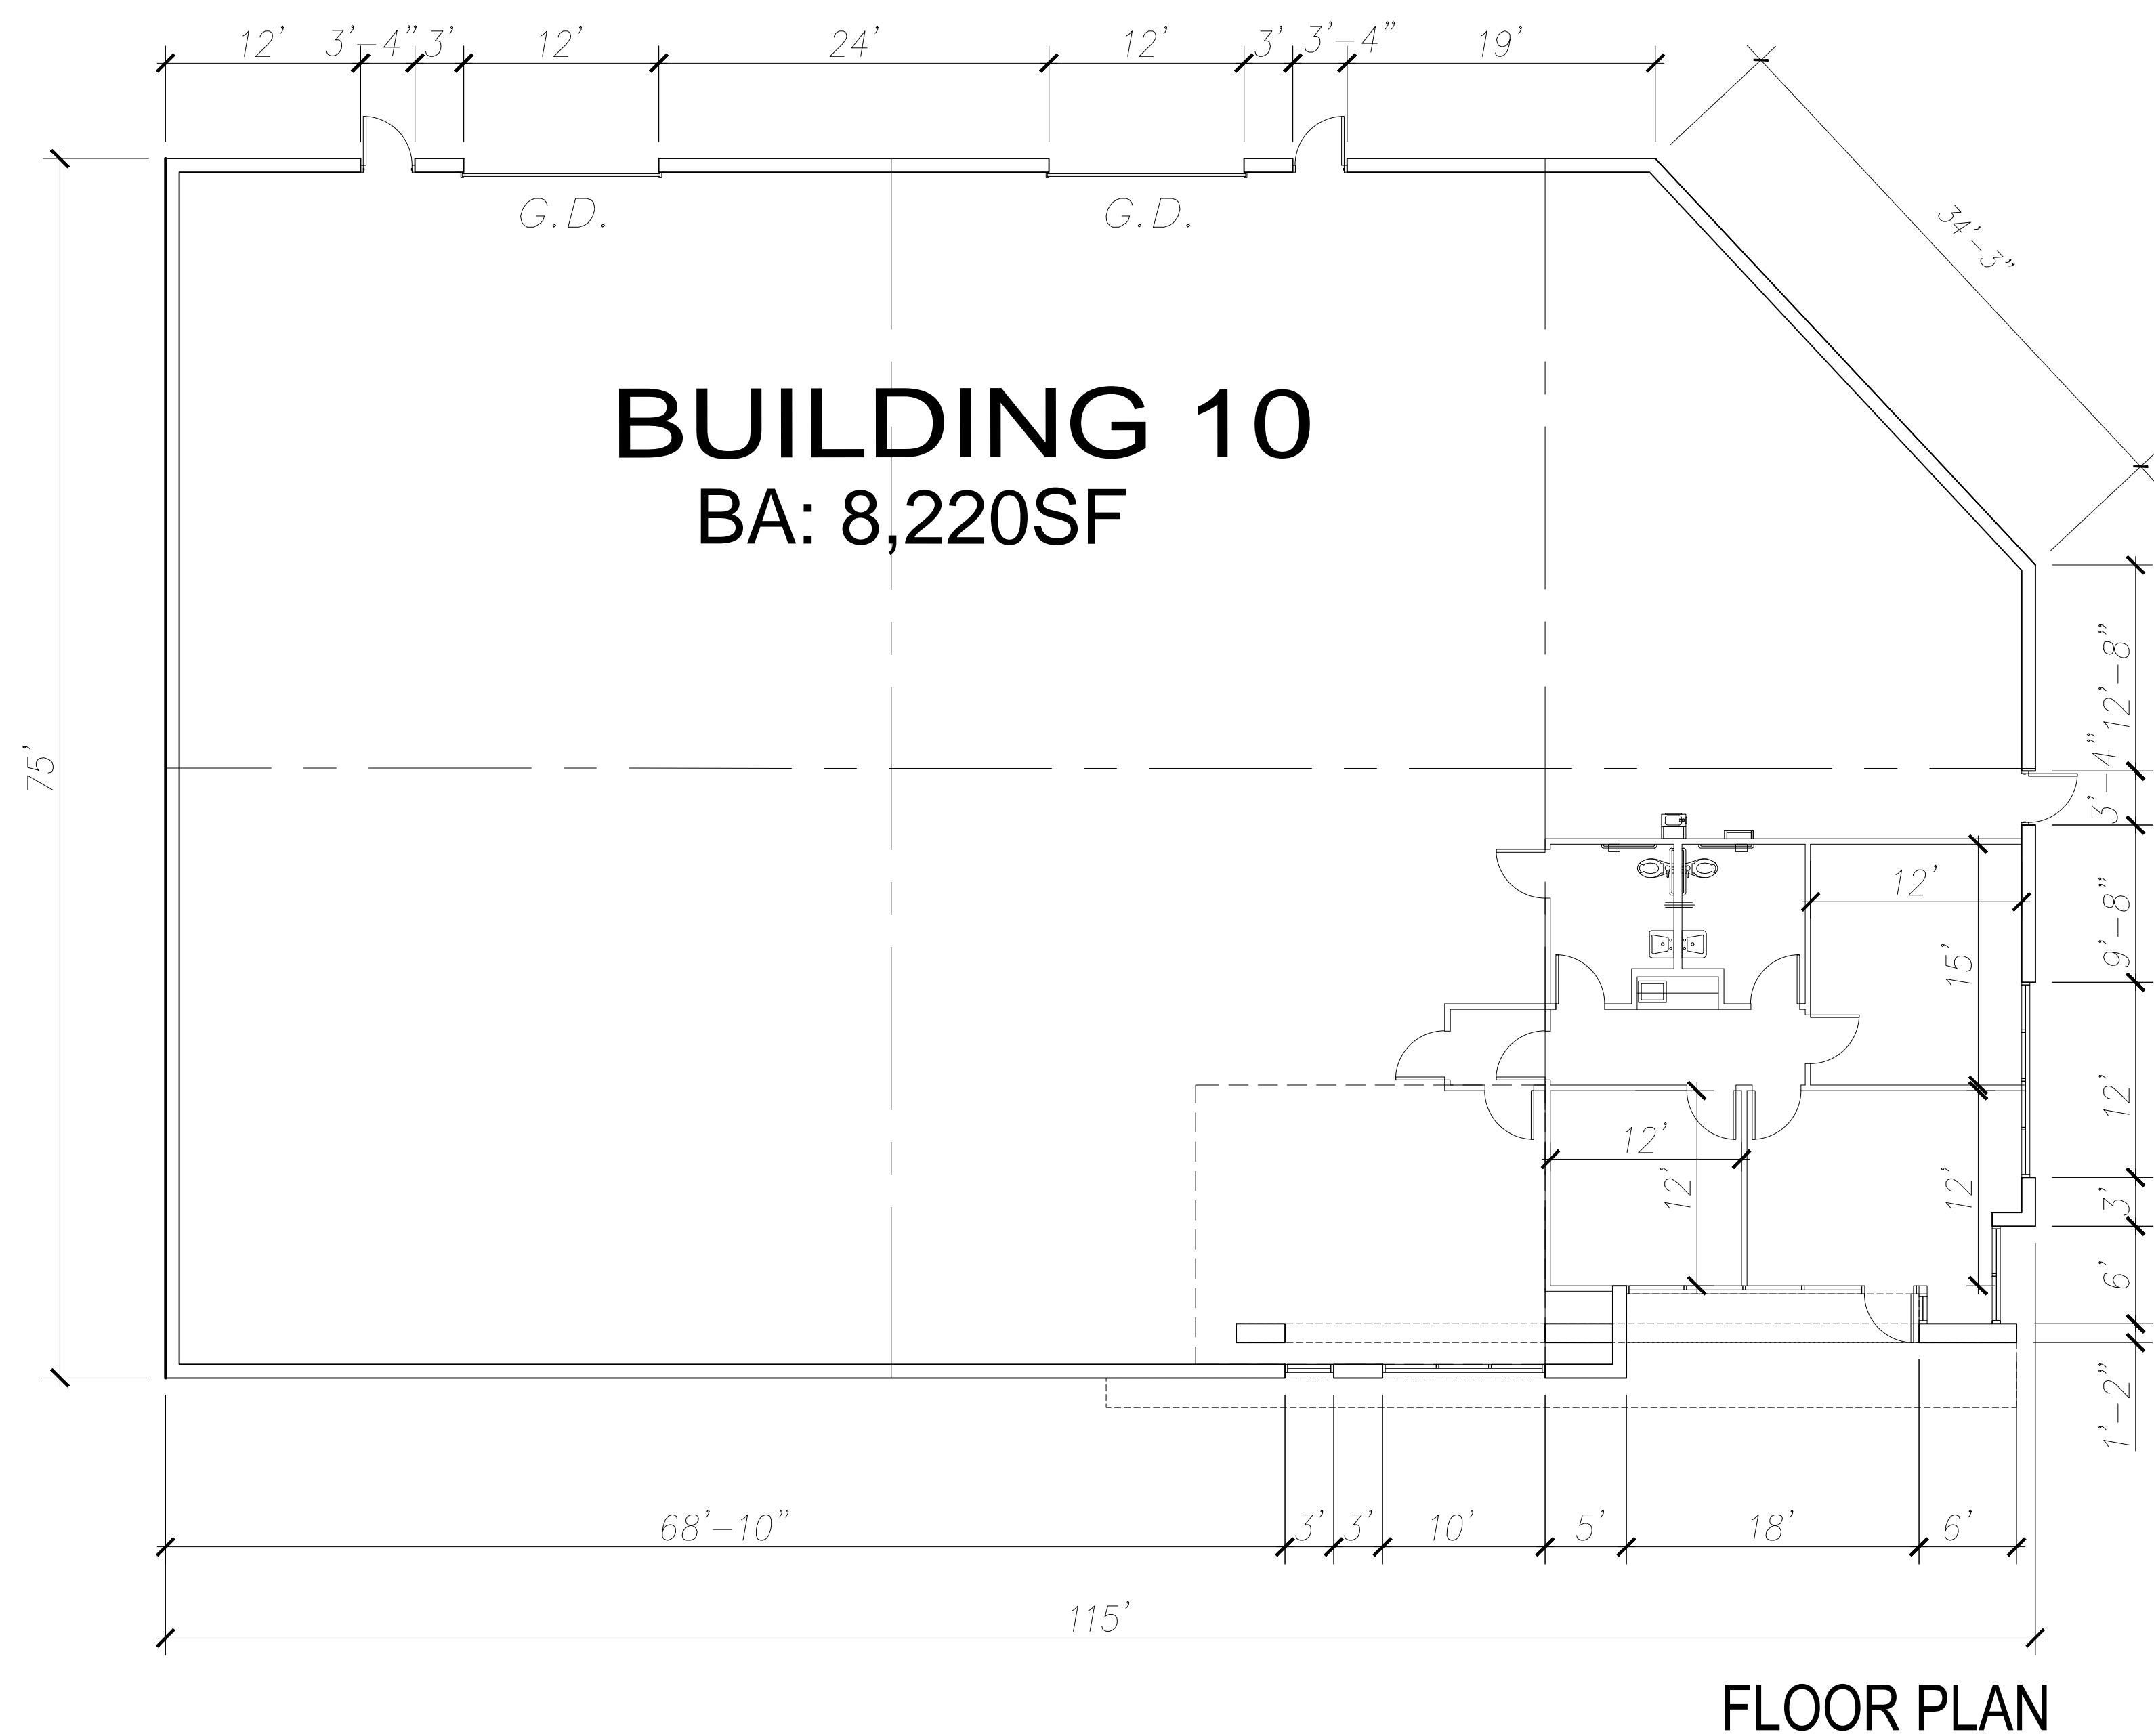 12' 3'-4" 3' 12' 24' 12' 3' 3'-4" 19'
34'-3"
G.D. G.D.
BUILDING 10
BA: 8,220SF
75'
12'-8"
3'-4"
9'-8"
12'
3'
6'
1'-2"
12'
15'
12'
12'
12'
68'-10" 3' 3' 10' 5' 18' 6'
115'
FLOOR PLAN